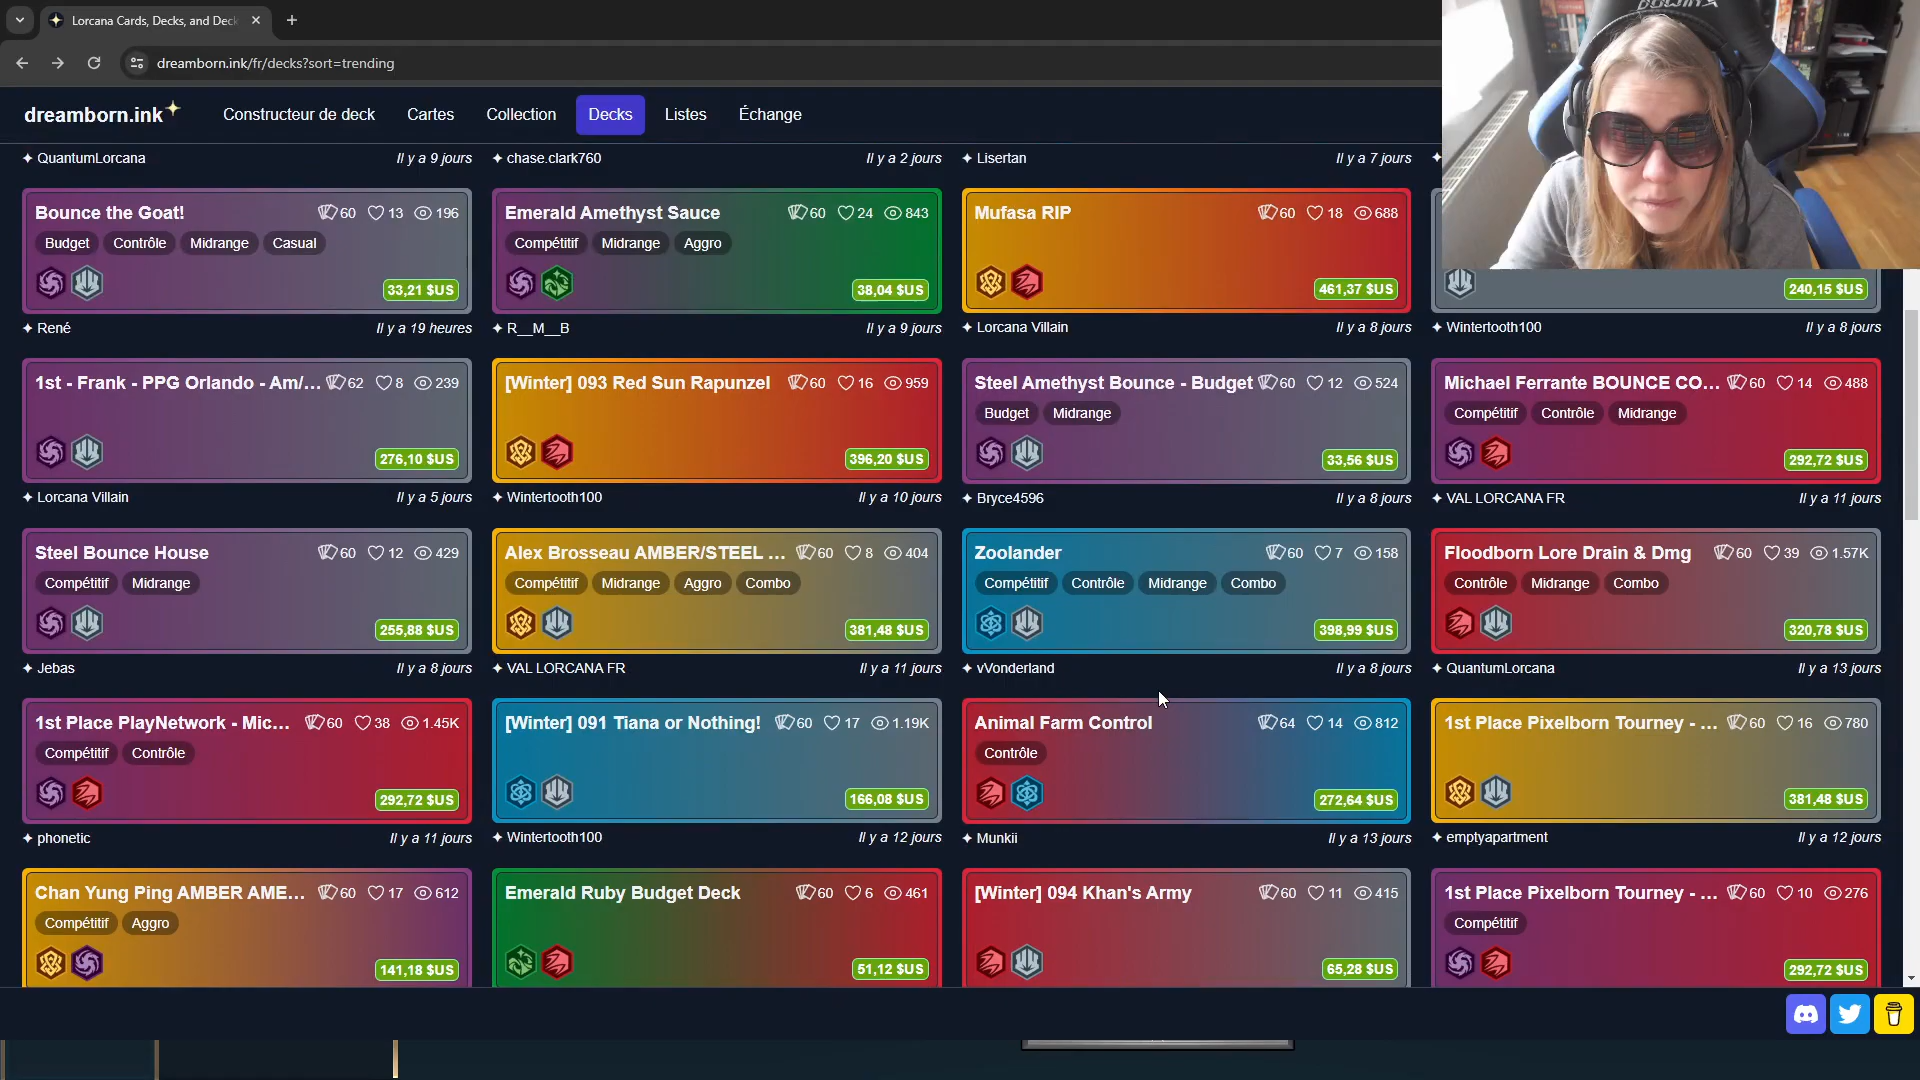 Lorcana Cards, Decks, and Deck
dreamborn.ink/fr/decks?sort=trending
dreamborn.ink
Constructeur de deck
Cartes
Collection
Decks
Listes
Échange
QuantumLorcana
Il y a 9 jours
chase.clark760
Il y a 2 jours
Lisertan
Il y a 7 jours
Bounce the Goat! 60 13 196
Budget Contrôle Midrange Casual
33,21 $US
René
Il y a 19 heures
Emerald Amethyst Sauce 60 24 843
Compétitif Midrange Aggro
38,04 $US
R__M__B
Il y a 9 jours
Mufasa RIP 60 18 688
461,37 $US
Lorcana Villain
Il y a 8 jours
240,15 $US
Wintertooth100
Il y a 8 jours
1st - Frank - PPG Orlando - Am/... 62 8 239
276,10 $US
Lorcana Villain
Il y a 5 jours
[Winter] 093 Red Sun Rapunzel 60 16 959
396,20 $US
Wintertooth100
Il y a 10 jours
Steel Amethyst Bounce - Budget 60 12 524
Budget Midrange
33,56 $US
Bryce4596
Il y a 8 jours
Michael Ferrante BOUNCE CO... 60 14 488
Compétitif Contrôle Midrange
292,72 $US
VAL LORCANA FR
Il y a 11 jours
Steel Bounce House 60 12 429
Compétitif Midrange
255,88 $US
Jebas
Il y a 8 jours
Alex Brosseau AMBER/STEEL ... 60 8 404
Compétitif Midrange Aggro Combo
381,48 $US
VAL LORCANA FR
Il y a 11 jours
Zoolander 60 7 158
Compétitif Contrôle Midrange Combo
398,99 $US
vVonderland
Il y a 8 jours
Floodborn Lore Drain & Dmg 60 39 1.57K
Contrôle Midrange Combo
320,78 $US
QuantumLorcana
Il y a 13 jours
1st Place PlayNetwork - Mic... 60 38 1.45K
Compétitif Contrôle
292,72 $US
phonetic
Il y a 11 jours
[Winter] 091 Tiana or Nothing! 60 17 1.19K
166,08 $US
Wintertooth100
Il y a 12 jours
Animal Farm Control 64 14 812
Contrôle
272,64 $US
Munkii
Il y a 13 jours
1st Place Pixelborn Tourney - ... 60 16 780
381,48 $US
emptyapartment
Il y a 12 jours
Chan Yung Ping AMBER AME... 60 17 612
Compétitif Aggro
141,18 $US
Emerald Ruby Budget Deck 60 6 461
51,12 $US
[Winter] 094 Khan's Army 60 11 415
65,28 $US
1st Place Pixelborn Tourney - ... 60 10 276
Compétitif
292,72 $US